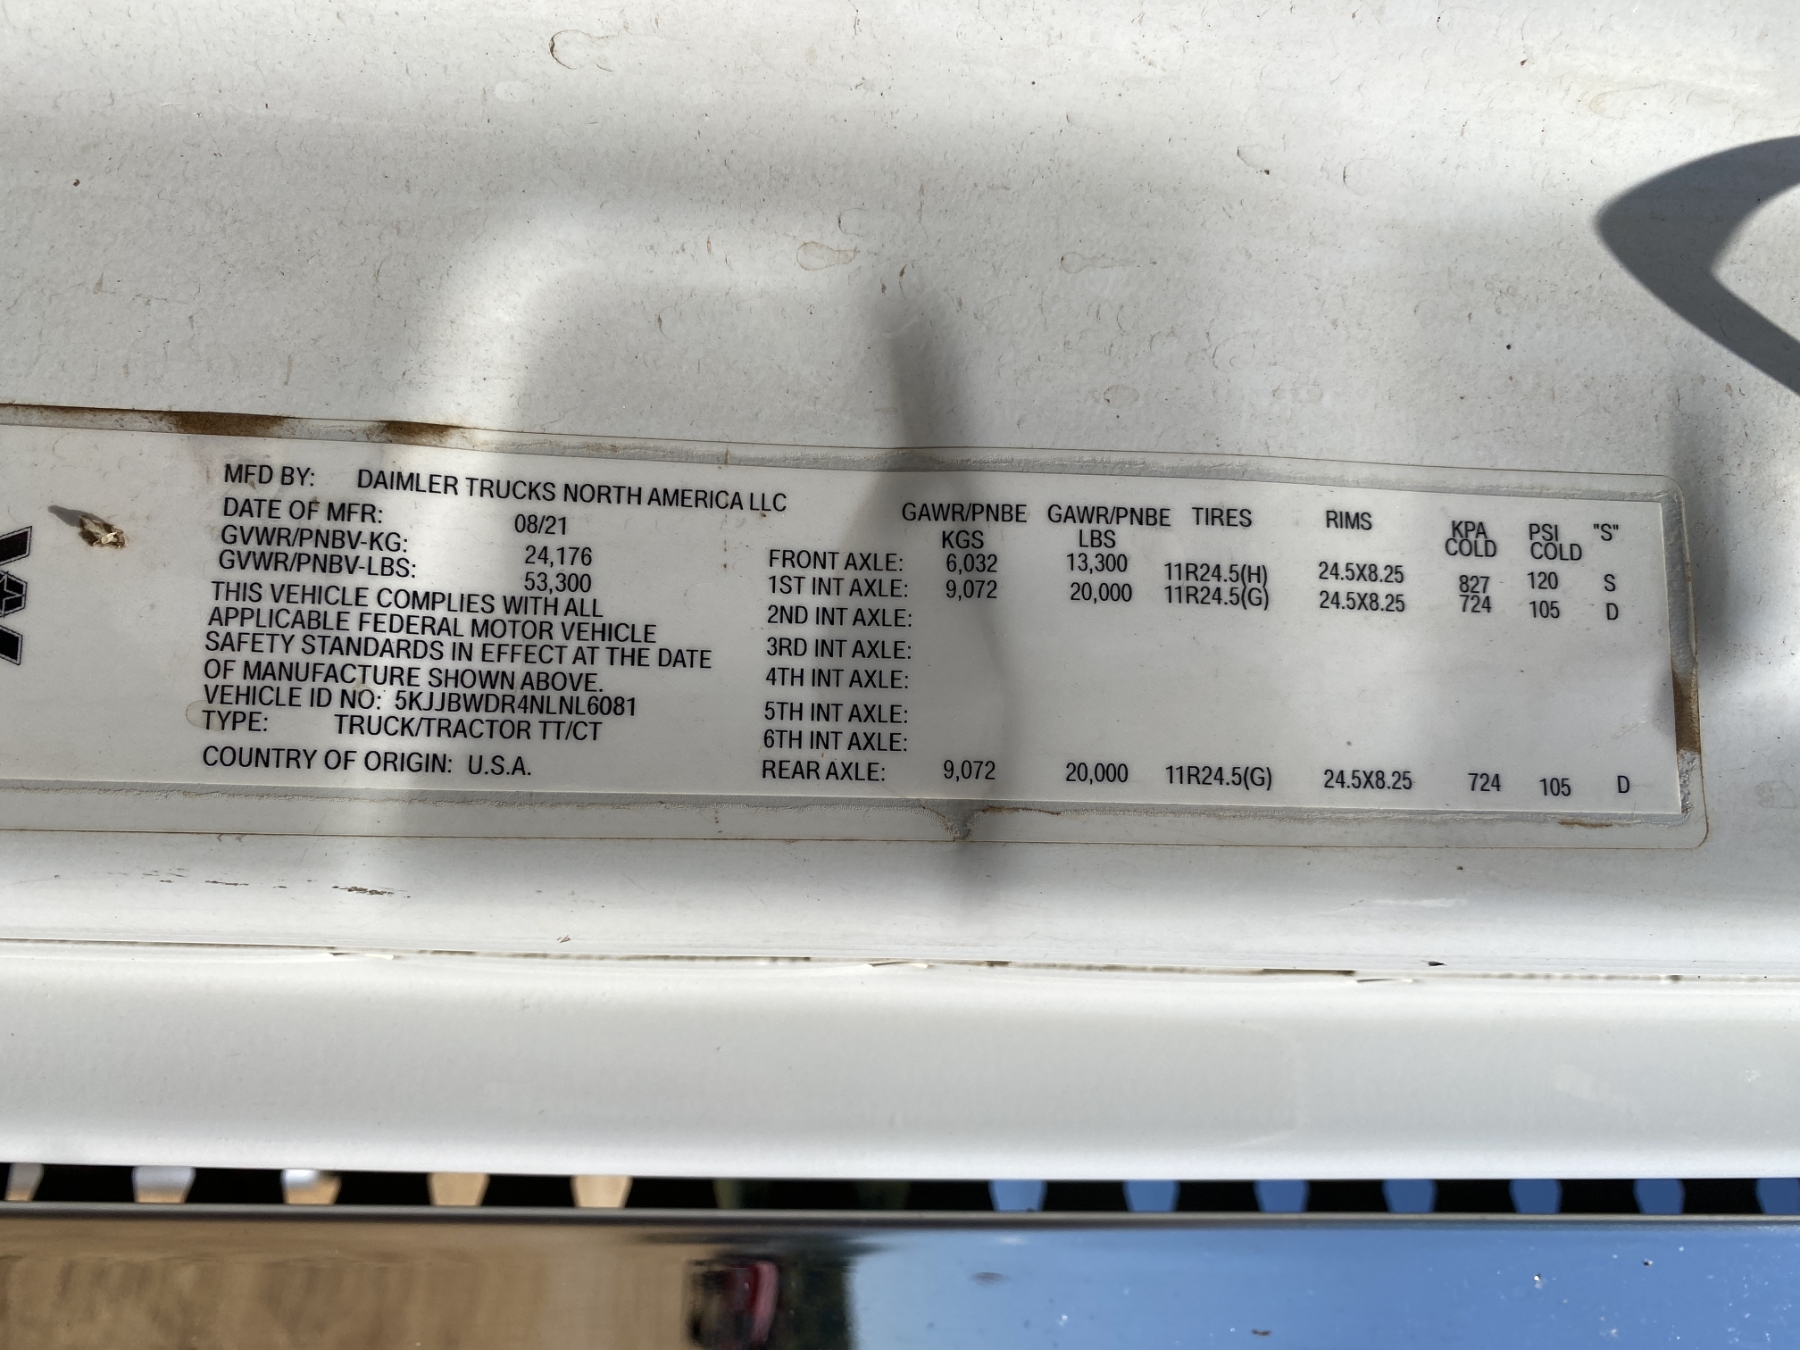 MFD BY: DAIMLER TRUCKS NORTH AMERICA LLC
DATE OF MFR: 08/21
GVWR/PNBV-KG: 24,176
GVWR/PNBV-LBS: 53,300
THIS VEHICLE COMPLIES WITH ALL
APPLICABLE FEDERAL MOTOR VEHICLE
SAFETY STANDARDS IN EFFECT AT THE DATE
OF MANUFACTURE SHOWN ABOVE.
VEHICLE ID NO: 5KJJBWDR4NLNL6081
TYPE: TRUCK/TRACTOR TT/CT
COUNTRY OF ORIGIN: U.S.A.
GAWR/PNBE KGS GAWR/PNBE LBS TIRES RIMS KPA COLD PSI COLD "S"
FRONT AXLE: 6,032 13,300 11R24.5(H) 24.5X8.25 827 120 S
1ST INT AXLE: 9,072 20,000 11R24.5(G) 24.5X8.25 724 105 D
2ND INT AXLE:
3RD INT AXLE:
4TH INT AXLE:
5TH INT AXLE:
6TH INT AXLE:
REAR AXLE: 9,072 20,000 11R24.5(G) 24.5X8.25 724 105 D